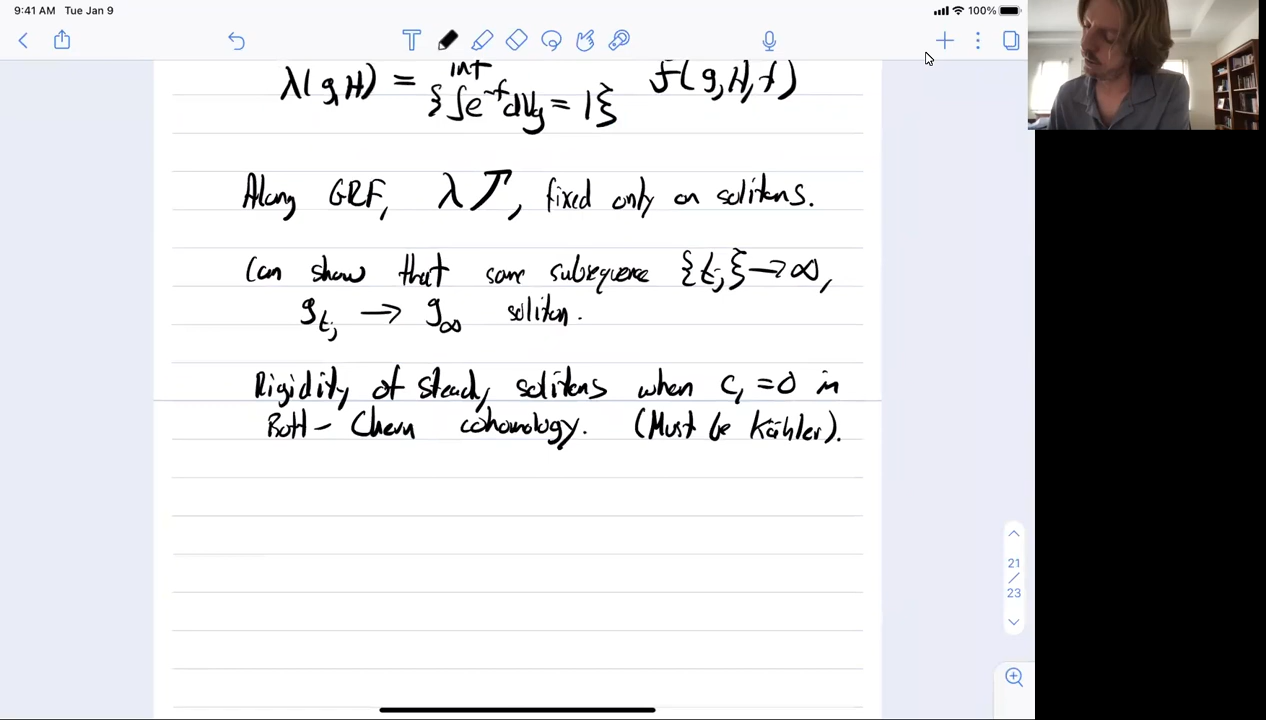 9:41 AM Tue Jan 9
100%
λ(g,H) = inf F(g,H,f)
{∫e^-f dVg = 1}
Along GRF, λ↗, fixed only on solitons.
Can show that some subsequence {t_j} → ∞,
g_{t_j} → g_∞ soliton.
Rigidity of steady solitons when c₁ = 0 in
Bott-Chern cohomology. (Must be Kähler).
21
/
23